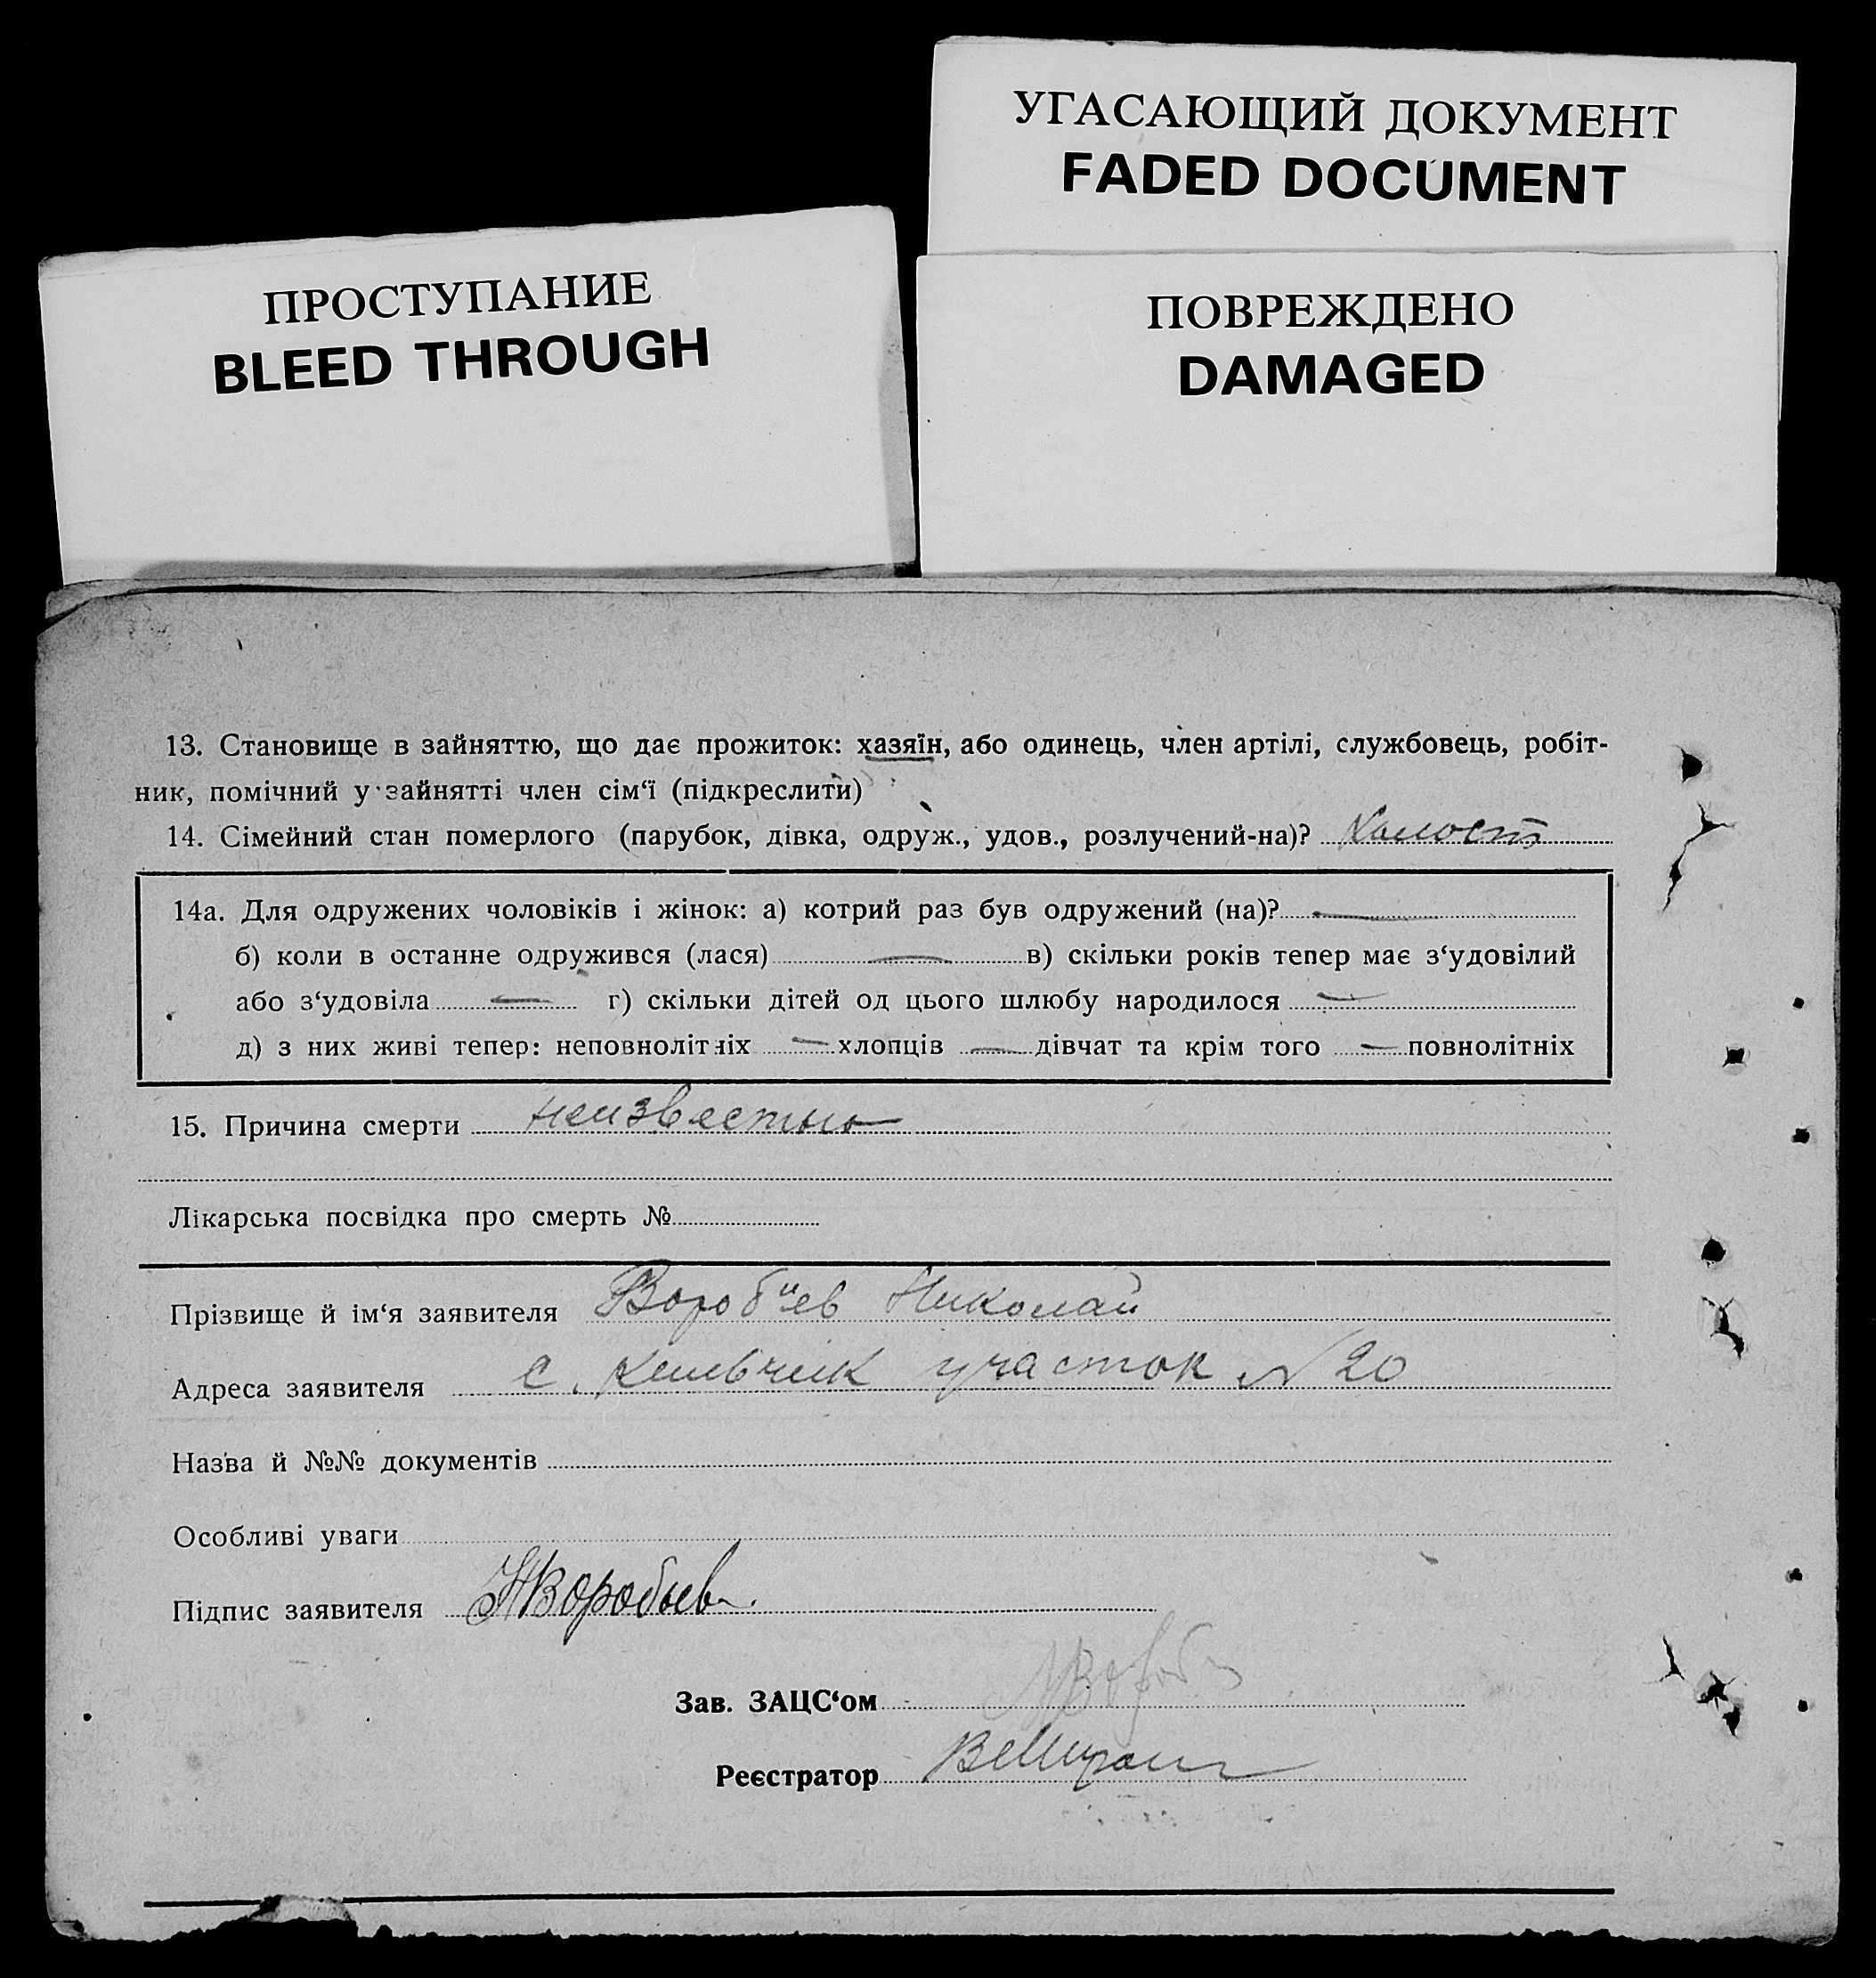 УГАСАЮЩИЙ ДОКУМЕНТ
FADED DOCUMENT
ПРОСТУПАНИЕ
BLEED THROUGH
ПОВРЕЖДЕНО
DAMAGED
13. Становище в зайняттю, що дає прожиток: хазяїн, або одинець, член артілі, службовець, робіт-
ник, помічний у зайнятті член сім‘ї (підкреслити)
14. Сімейний стан померлого (парубок, дівка, одруж., удов., розлучений-на)? Холост
14а. Для одружених чоловіків і жінок: а) котрий раз був одружений (на)? —
б) коли в останне одружився (лася) — в) скільки років тепер має з‘удовілий
або з‘удовіла — г) скільки дітей од цього шлюбу народилося —
д) з них живі тепер: неповнолітніх — хлопців — дівчат та крім того — повнолітніх
15. Причина смерти неизвестно
Лікарська посвідка про смерть №
Прізвище й ім‘я заявителя Вороб"ев Николай
Адреса заявителя с. участок № 20
Назва й №№ документів
Особливі уваги
Підпис заявителя НВоробьев
Зав. ЗАЦС‘ом
Реєстратор